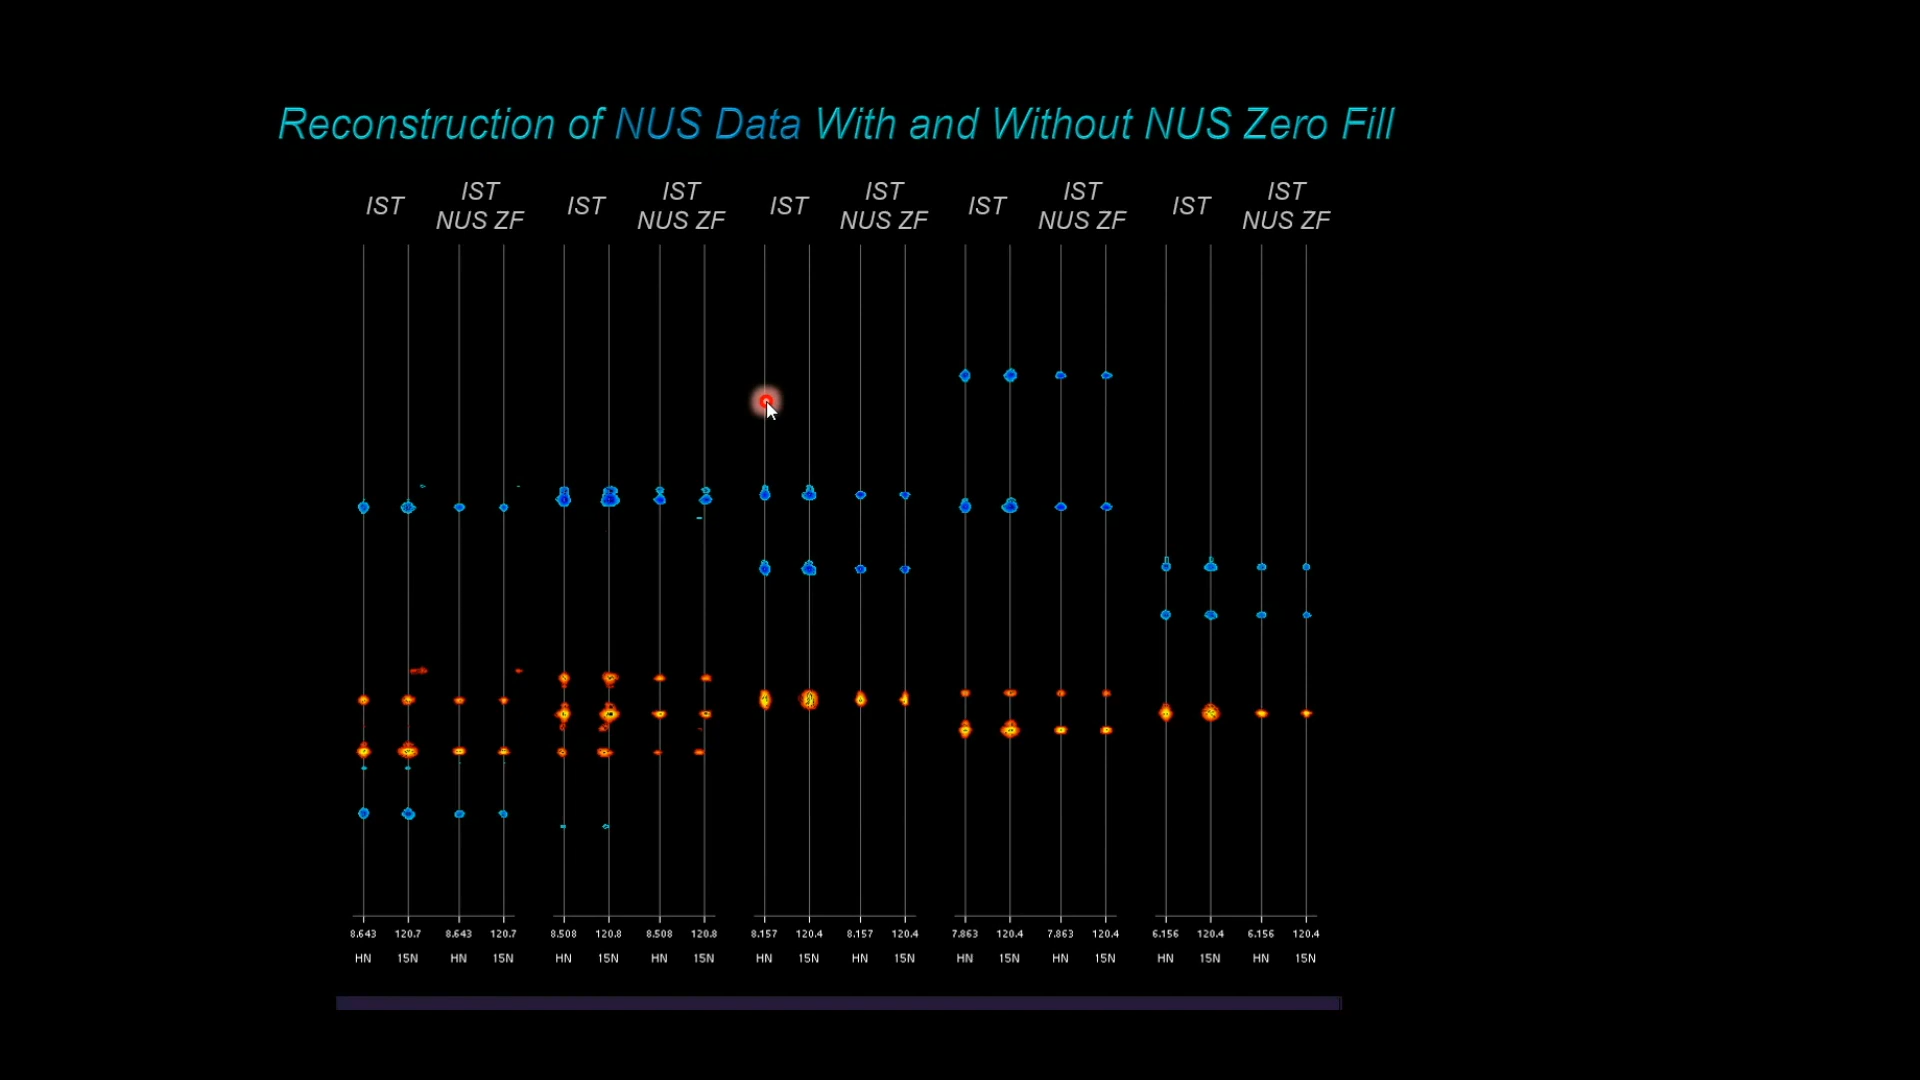 Reconstruction of NUS Data With and Without NUS Zero Fill
IST IST NUS ZF IST IST NUS ZF IST IST NUS ZF IST IST NUS ZF IST IST NUS ZF
8.643 120.7 8.643 120.7 8.508 120.8 8.508 120.8 8.157 120.4 8.157 120.4 7.863 120.4 7.863 120.4 6.156 120.4 6.156 120.4
HN 15N HN 15N HN 15N HN 15N HN 15N HN 15N HN 15N HN 15N HN 15N HN 15N